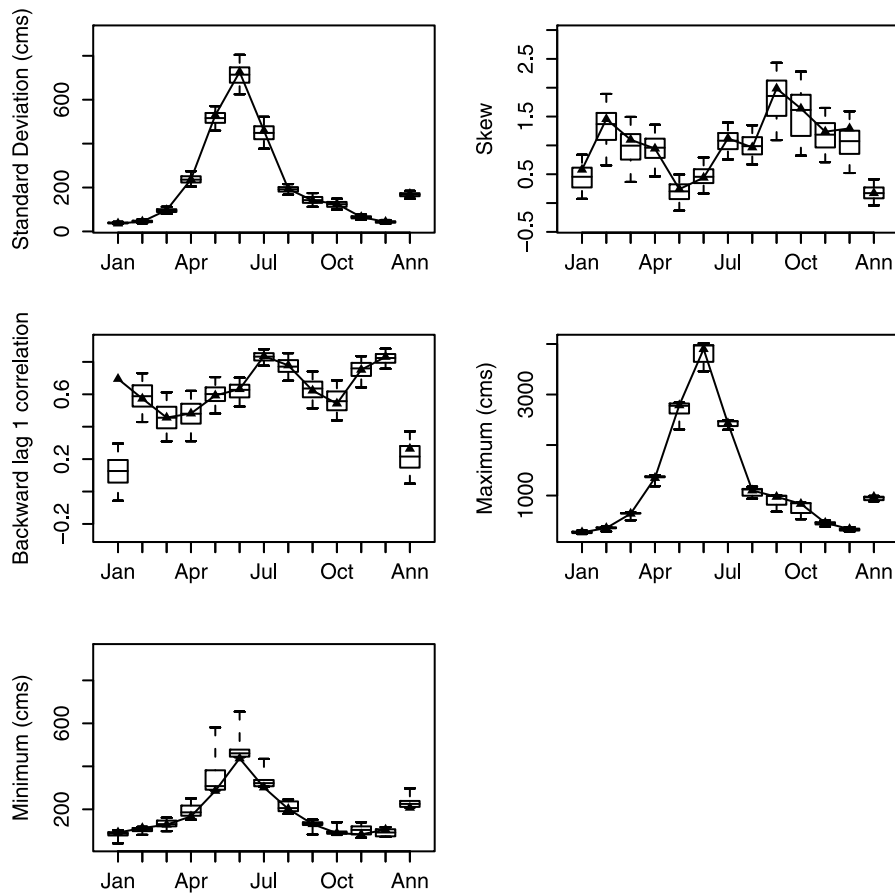 Standard Deviation (cms)
600
200
0
Jan Apr Jul Oct Ann
Skew
2.5
1.5
0.5
−0.5
Jan Apr Jul Oct Ann
Backward lag 1 correlation
0.6
0.2
−0.2
Jan Apr Jul Oct Ann
Maximum (cms)
3000
1000
Jan Apr Jul Oct Ann
Minimum (cms)
600
200
Jan Apr Jul Oct Ann